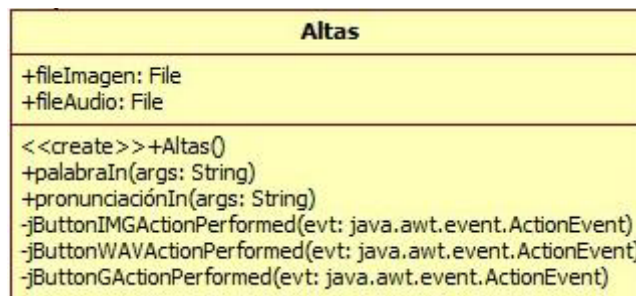 Altas
+fileImagen: File
+fileAudio: File
<<create>>+Altas()
+palabraIn(args: String)
+pronunciaciónIn(args: String)
-jButtonIMGActionPerformed(evt: java.awt.event.ActionEvent)
-jButtonWAVActionPerformed(evt: java.awt.event.ActionEvent)
-jButtonGActionPerformed(evt: java.awt.event.ActionEvent)